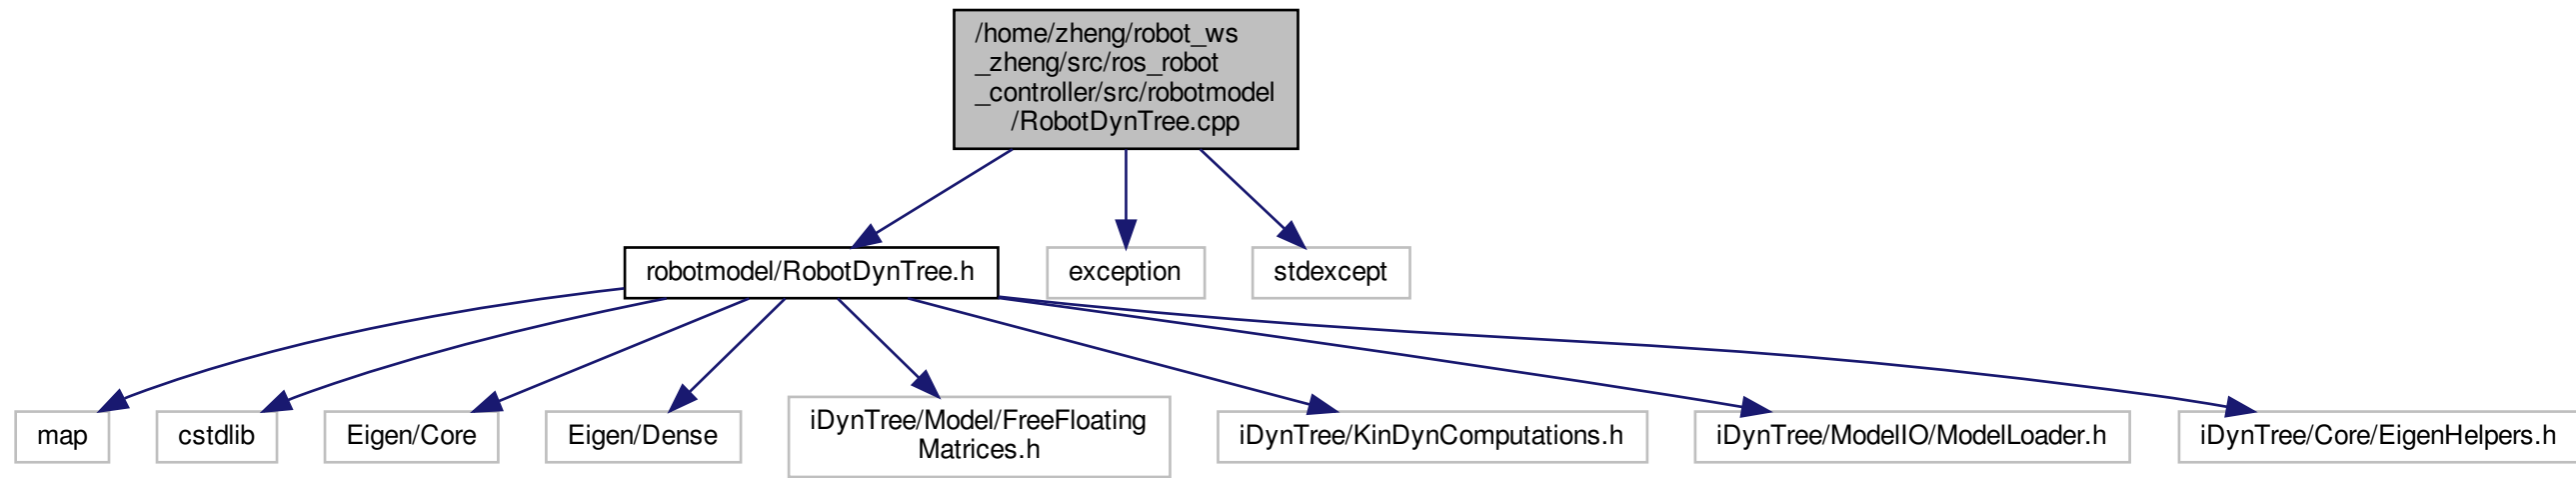 /home/zheng/robot_ws
_zheng/src/ros_robot
_controller/src/robotmodel
/RobotDynTree.cpp
robotmodel/RobotDynTree.h
exception
stdexcept
map
cstdlib
Eigen/Core
Eigen/Dense
iDynTree/Model/FreeFloating
Matrices.h
iDynTree/KinDynComputations.h
iDynTree/ModelIO/ModelLoader.h
iDynTree/Core/EigenHelpers.h